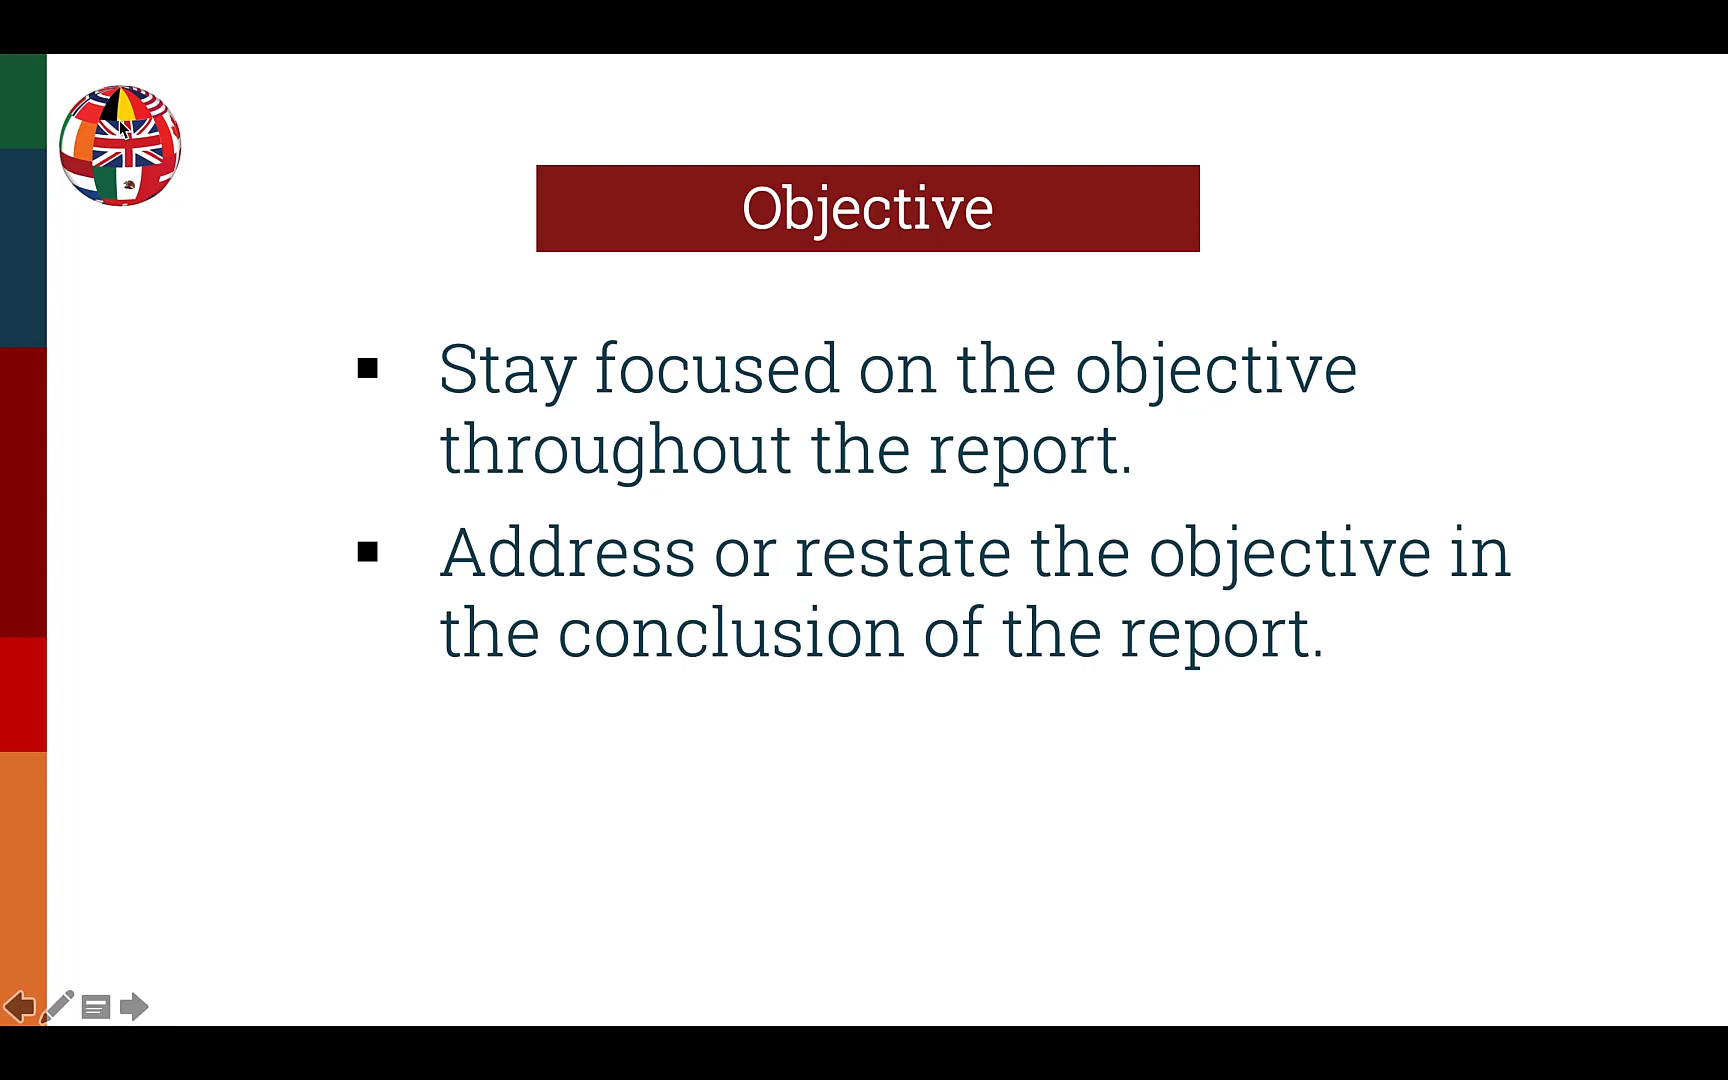 Objective
▪ Stay focused on the objective
throughout the report.
▪ Address or restate the objective in
the conclusion of the report.